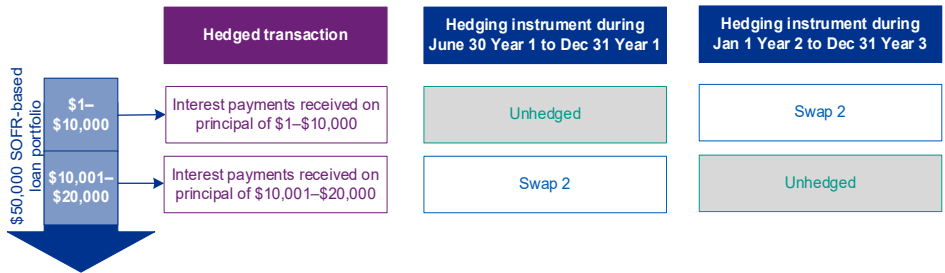 Hedged transaction
Hedging instrument during
June 30 Year 1 to Dec 31 Year 1
Hedging instrument during
Jan 1 Year 2 to Dec 31 Year 3
$50,000 SOFR-based
loan portfolio
$1–
$10,000
Interest payments received on
principal of $1–$10,000
Unhedged
Swap 2
$10,001–
$20,000
Interest payments received on
principal of $10,001–$20,000
Swap 2
Unhedged